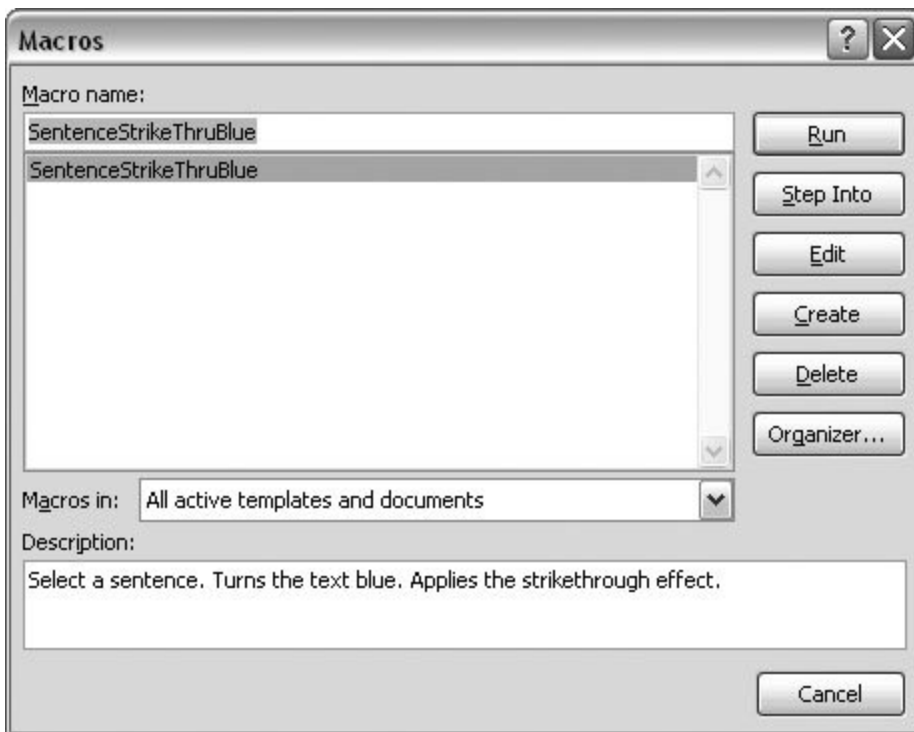 Macros
Macro name:
SentenceStrikeThruBlue
SentenceStrikeThruBlue
Run
Step Into
Edit
Create
Delete
Organizer...
Macros in: All active templates and documents
Description:
Select a sentence. Turns the text blue. Applies the strikethrough effect.
Cancel